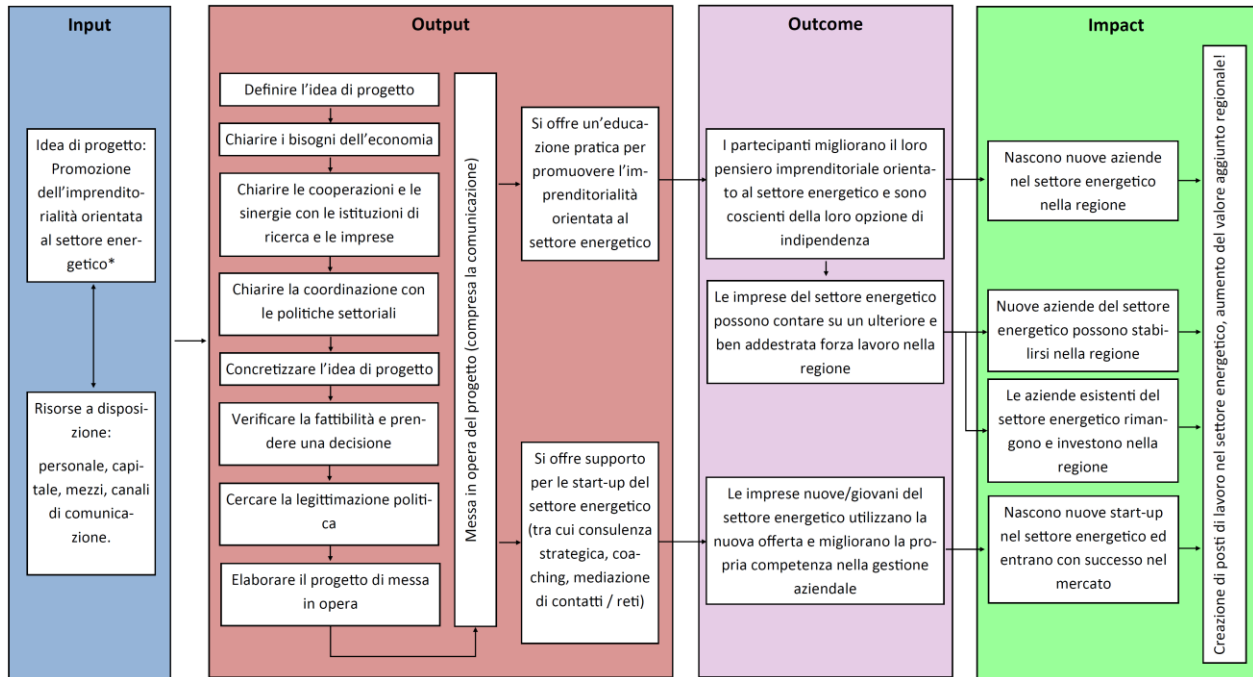 Input
Idea di progetto:
Promozione
dell'imprendito-
rialità orientata
al settore ener-
getico*
Risorse a disposi-
zione:
personale, capi-
tale, mezzi, canali
di comunica-
zione.
Output
Definire l'idea di progetto
Chiarire i bisogni dell'economia
Chiarire le cooperazioni e le
sinergie con le istituzioni di
ricerca e le imprese
Chiarire la coordinazione con
le politiche settoriali
Concretizzare l'idea di progetto
Verificare la fattibilità e pren-
dere una decisione
Cercare la legittimazione politi-
ca
Elaborare il progetto di messa
in opera
Messa in opera del progetto (compresa la comunicazione)
Si offre un'educa-
zione pratica per
promuovere l'im-
prenditorialità
orientata al
settore energetico
Si offre supporto
per le start-up del
settore energetico
(tra cui consulenza
strategica, coa-
ching, mediazione
di contatti / reti)
Outcome
I partecipanti migliorano il loro
pensiero imprenditoriale orienta-
to al settore energetico e sono
coscienti della loro opzione di
indipendenza
Le imprese del settore energetico
possono contare su un ulteriore e
ben addestrata forza lavoro nella
regione
Le imprese nuove/giovani del
settore energetico utilizzano la
nuova offerta e migliorano la pro-
pria competenza nella gestione
aziendale
Impact
Nascono nuove aziende
nel settore energetico
nella regione
Nuove aziende del settore
energetico possono stabi-
lirsi nella regione
Le aziende esistenti del
settore energetico riman-
gono e investono nella
regione
Nascono nuove start-up
nel settore energetico ed
entrano con successo nel
mercato
Creazione di posti di lavoro nel settore energetico, aumento del valore aggiunto regionale!